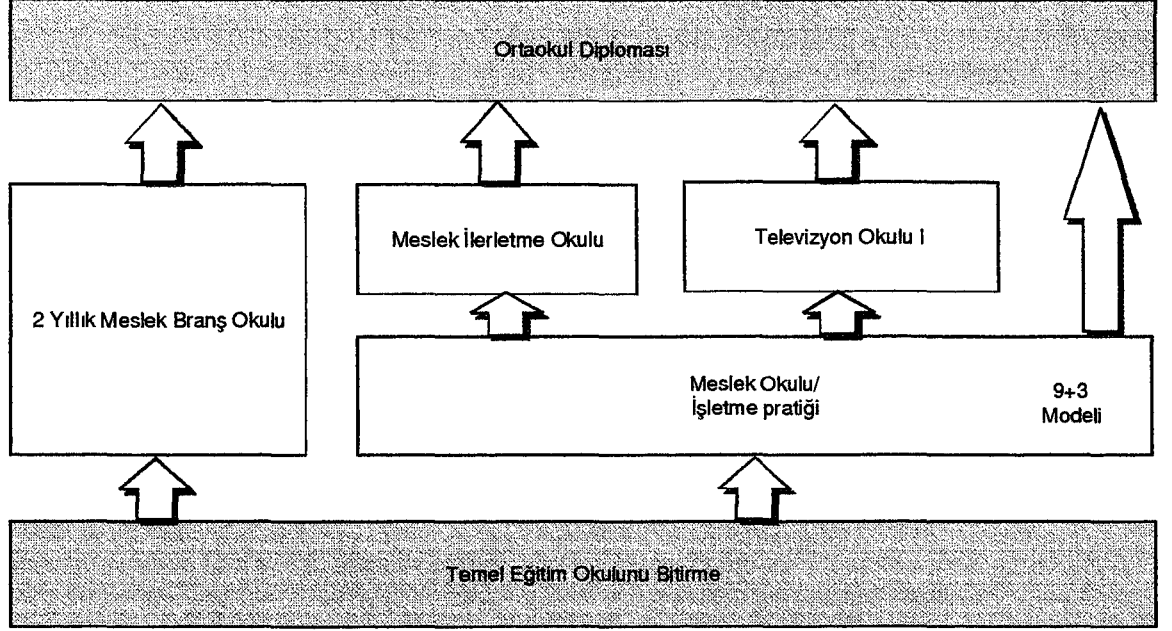 Ortaokul Diploması
Meslek İlerletme Okulu
Televizyon Okulu I
2 Yıllık Meslek Branş Okulu
Meslek Okulu/
İşletme pratiği
9+3
Modeli
Temel Eğitim Okulunu Bitirme